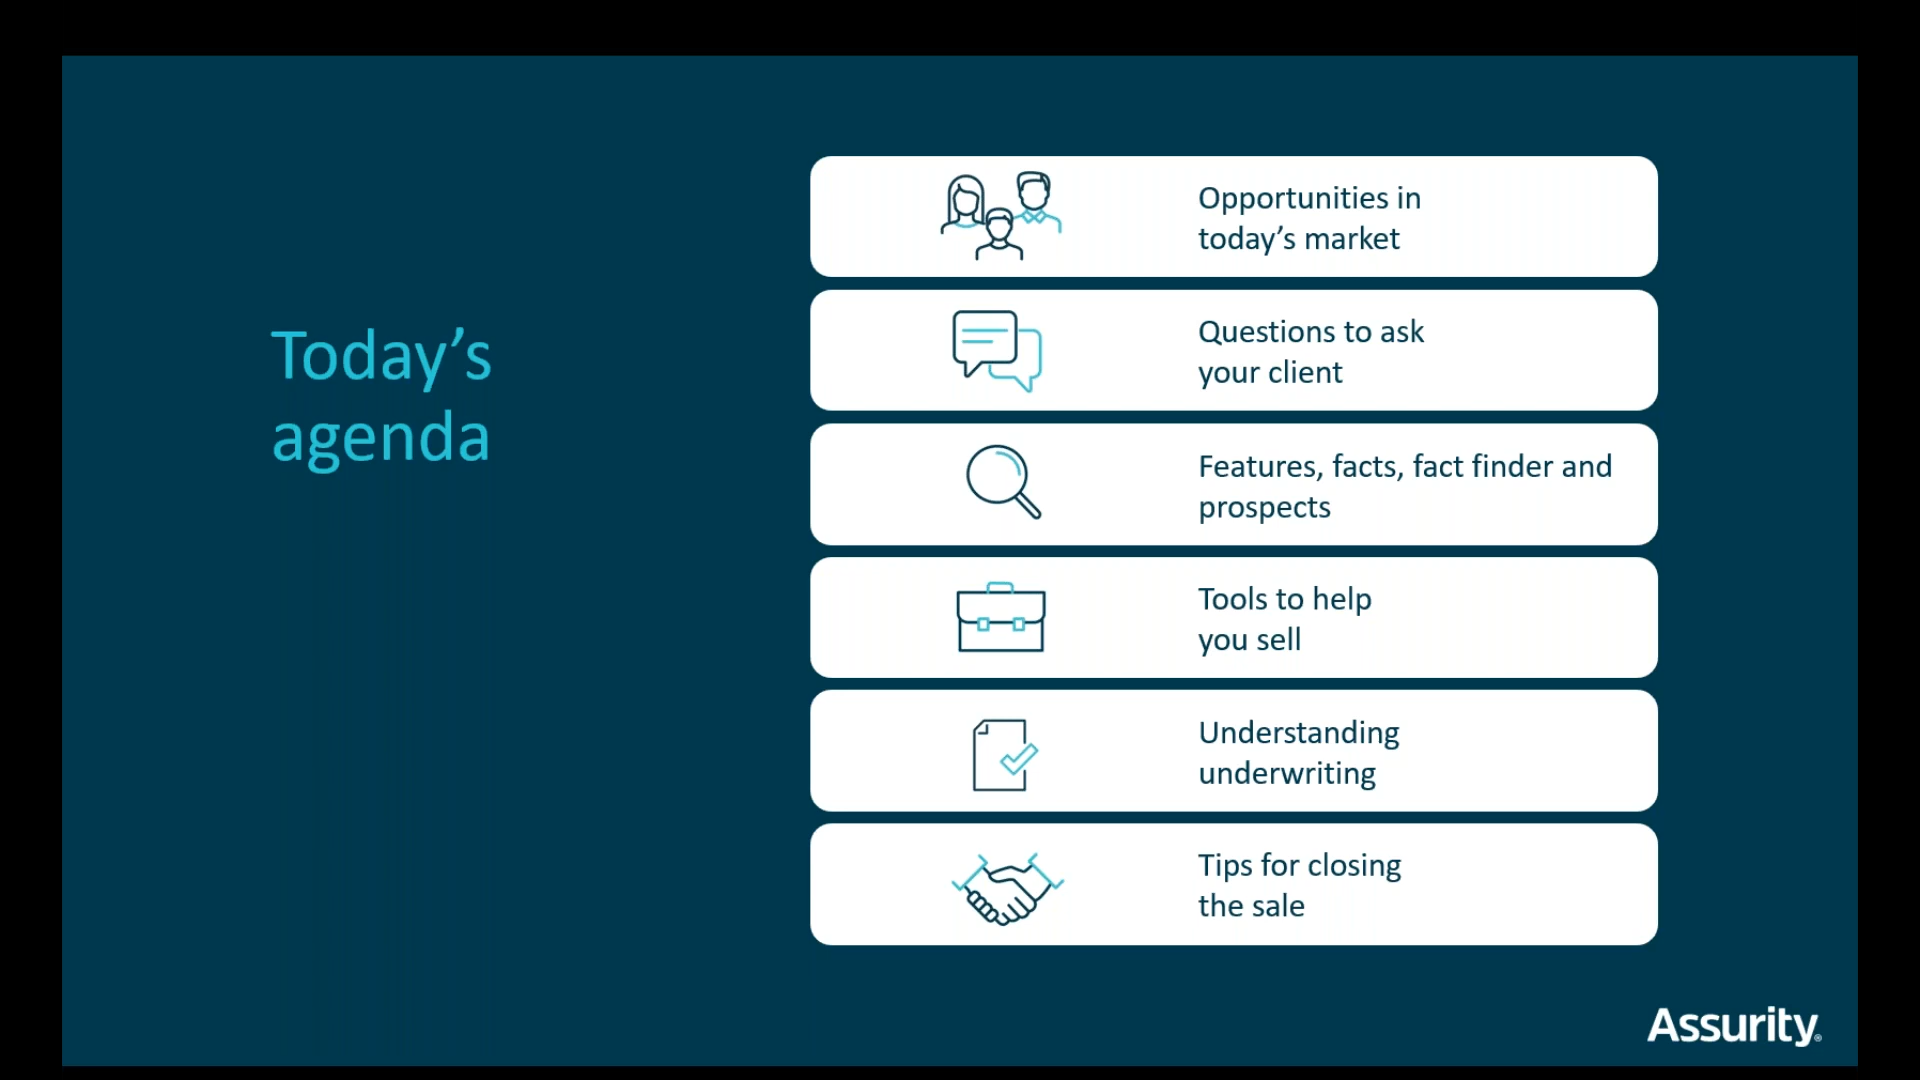 Today’s
agenda
Opportunities in
today’s market
Questions to ask
your client
Features, facts, fact finder and
prospects
Tools to help
you sell
Understanding
underwriting
Tips for closing
the sale
Assurity®